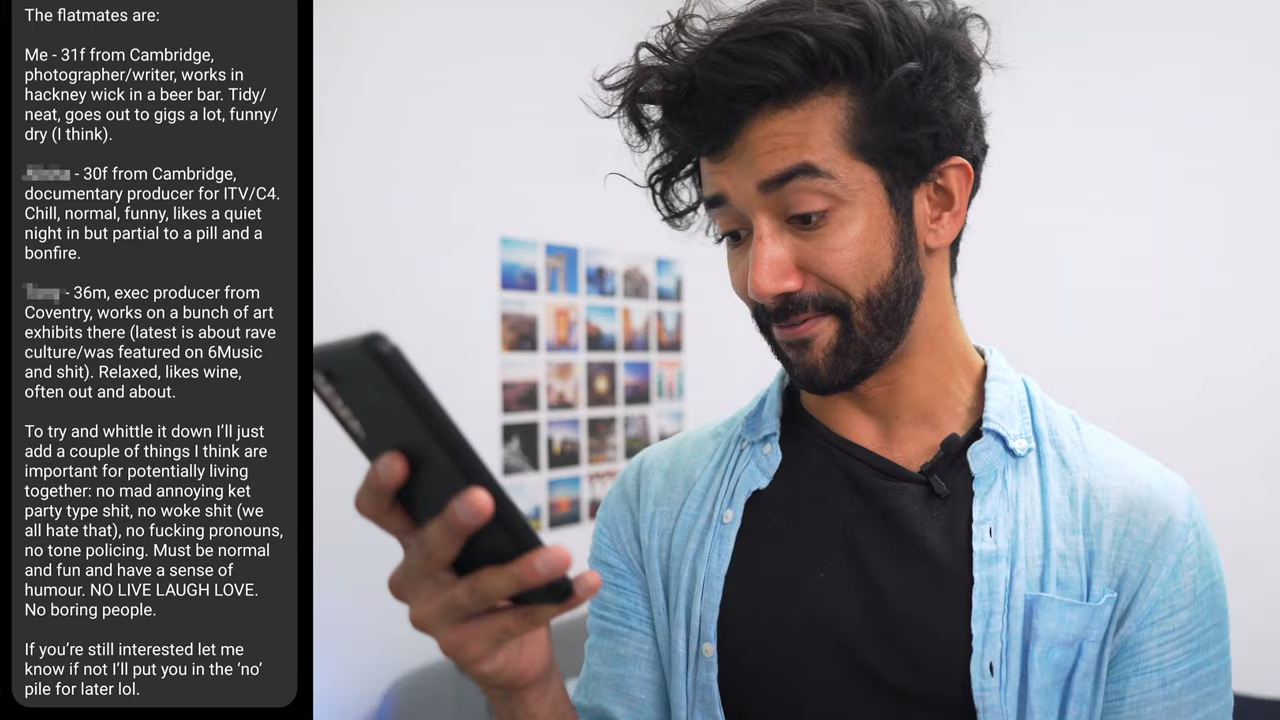 The flatmates are:
Me - 31f from Cambridge,
photographer/writer, works in
hackney wick in a beer bar. Tidy/
neat, goes out to gigs a lot, funny/
dry (I think).
- 30f from Cambridge,
documentary producer for ITV/C4.
Chill, normal, funny, likes a quiet
night in but partial to a pill and a
bonfire.
- 36m, exec producer from
Coventry, works on a bunch of art
exhibits there (latest is about rave
culture/was featured on 6Music
and shit). Relaxed, likes wine,
often out and about.
To try and whittle it down I’ll just
add a couple of things I think are
important for potentially living
together: no mad annoying ket
party type shit, no woke shit (we
all hate that), no fucking pronouns,
no tone policing. Must be normal
and fun and have a sense of
humour. NO LIVE LAUGH LOVE.
No boring people.
If you’re still interested let me
know if not I’ll put you in the ‘no’
pile for later lol.